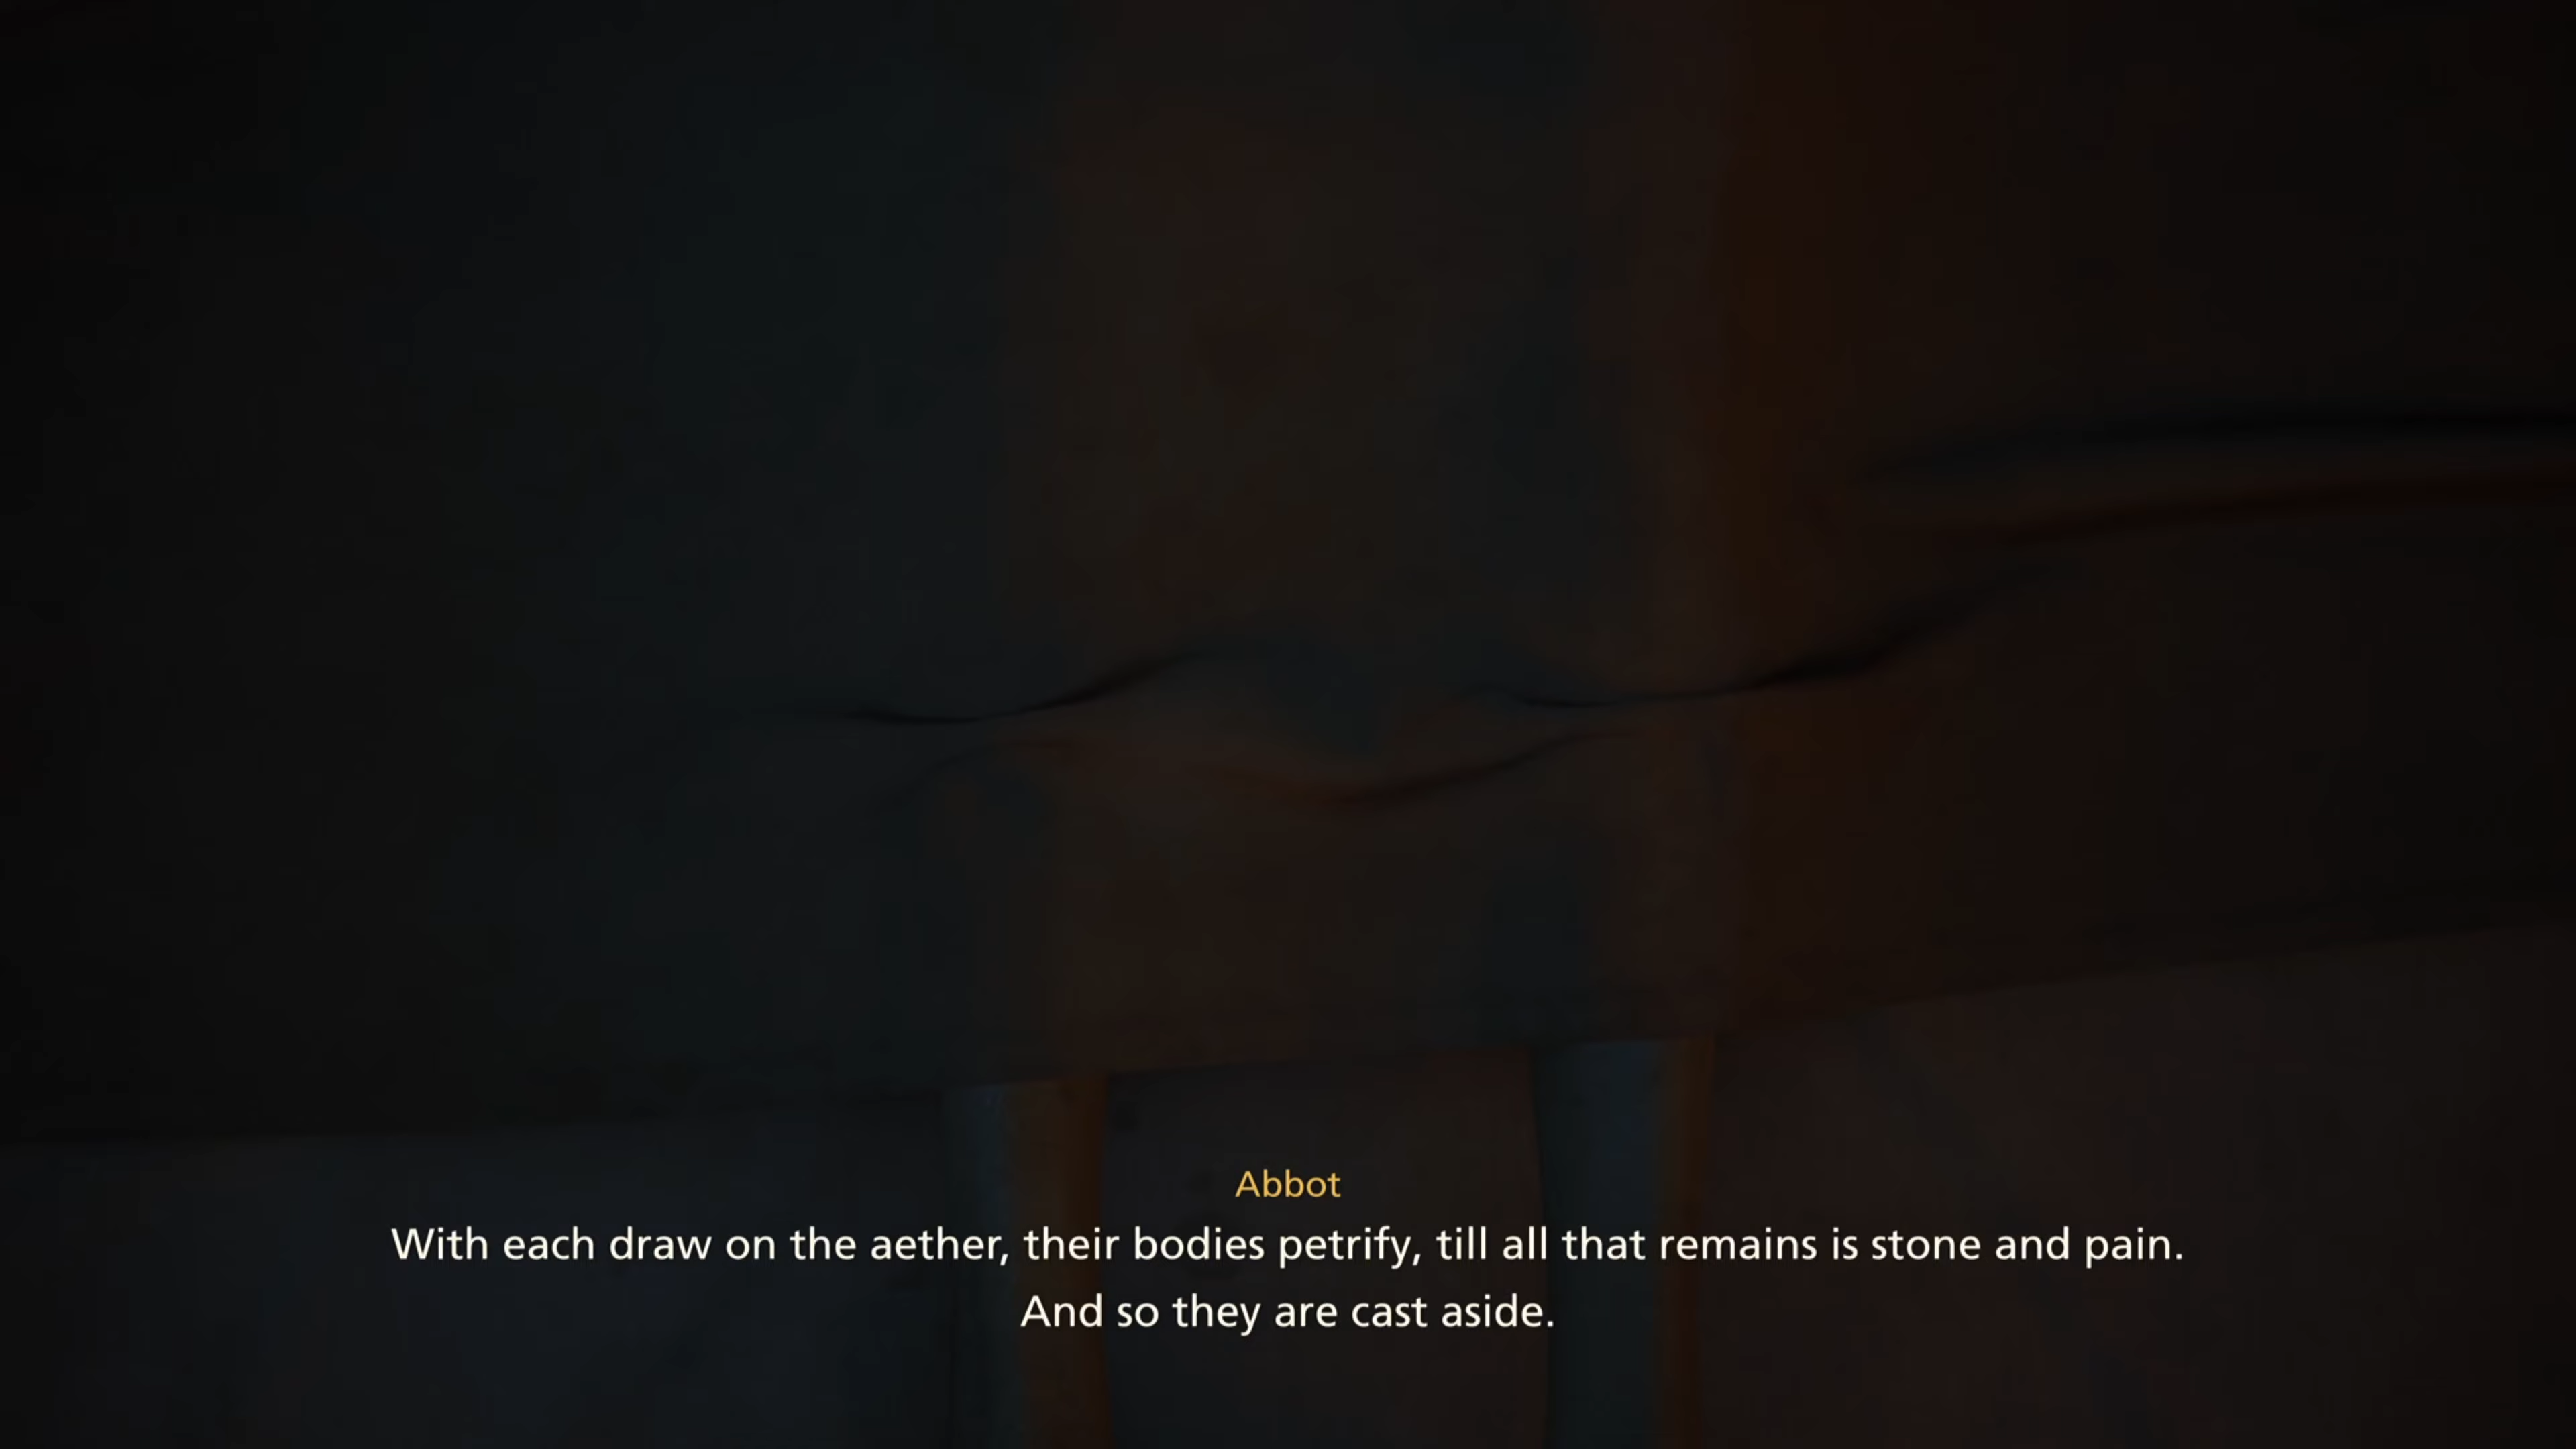 Abbot
With each draw on the aether, their bodies petrify, till all that remains is stone and pain.
And so they are cast aside.